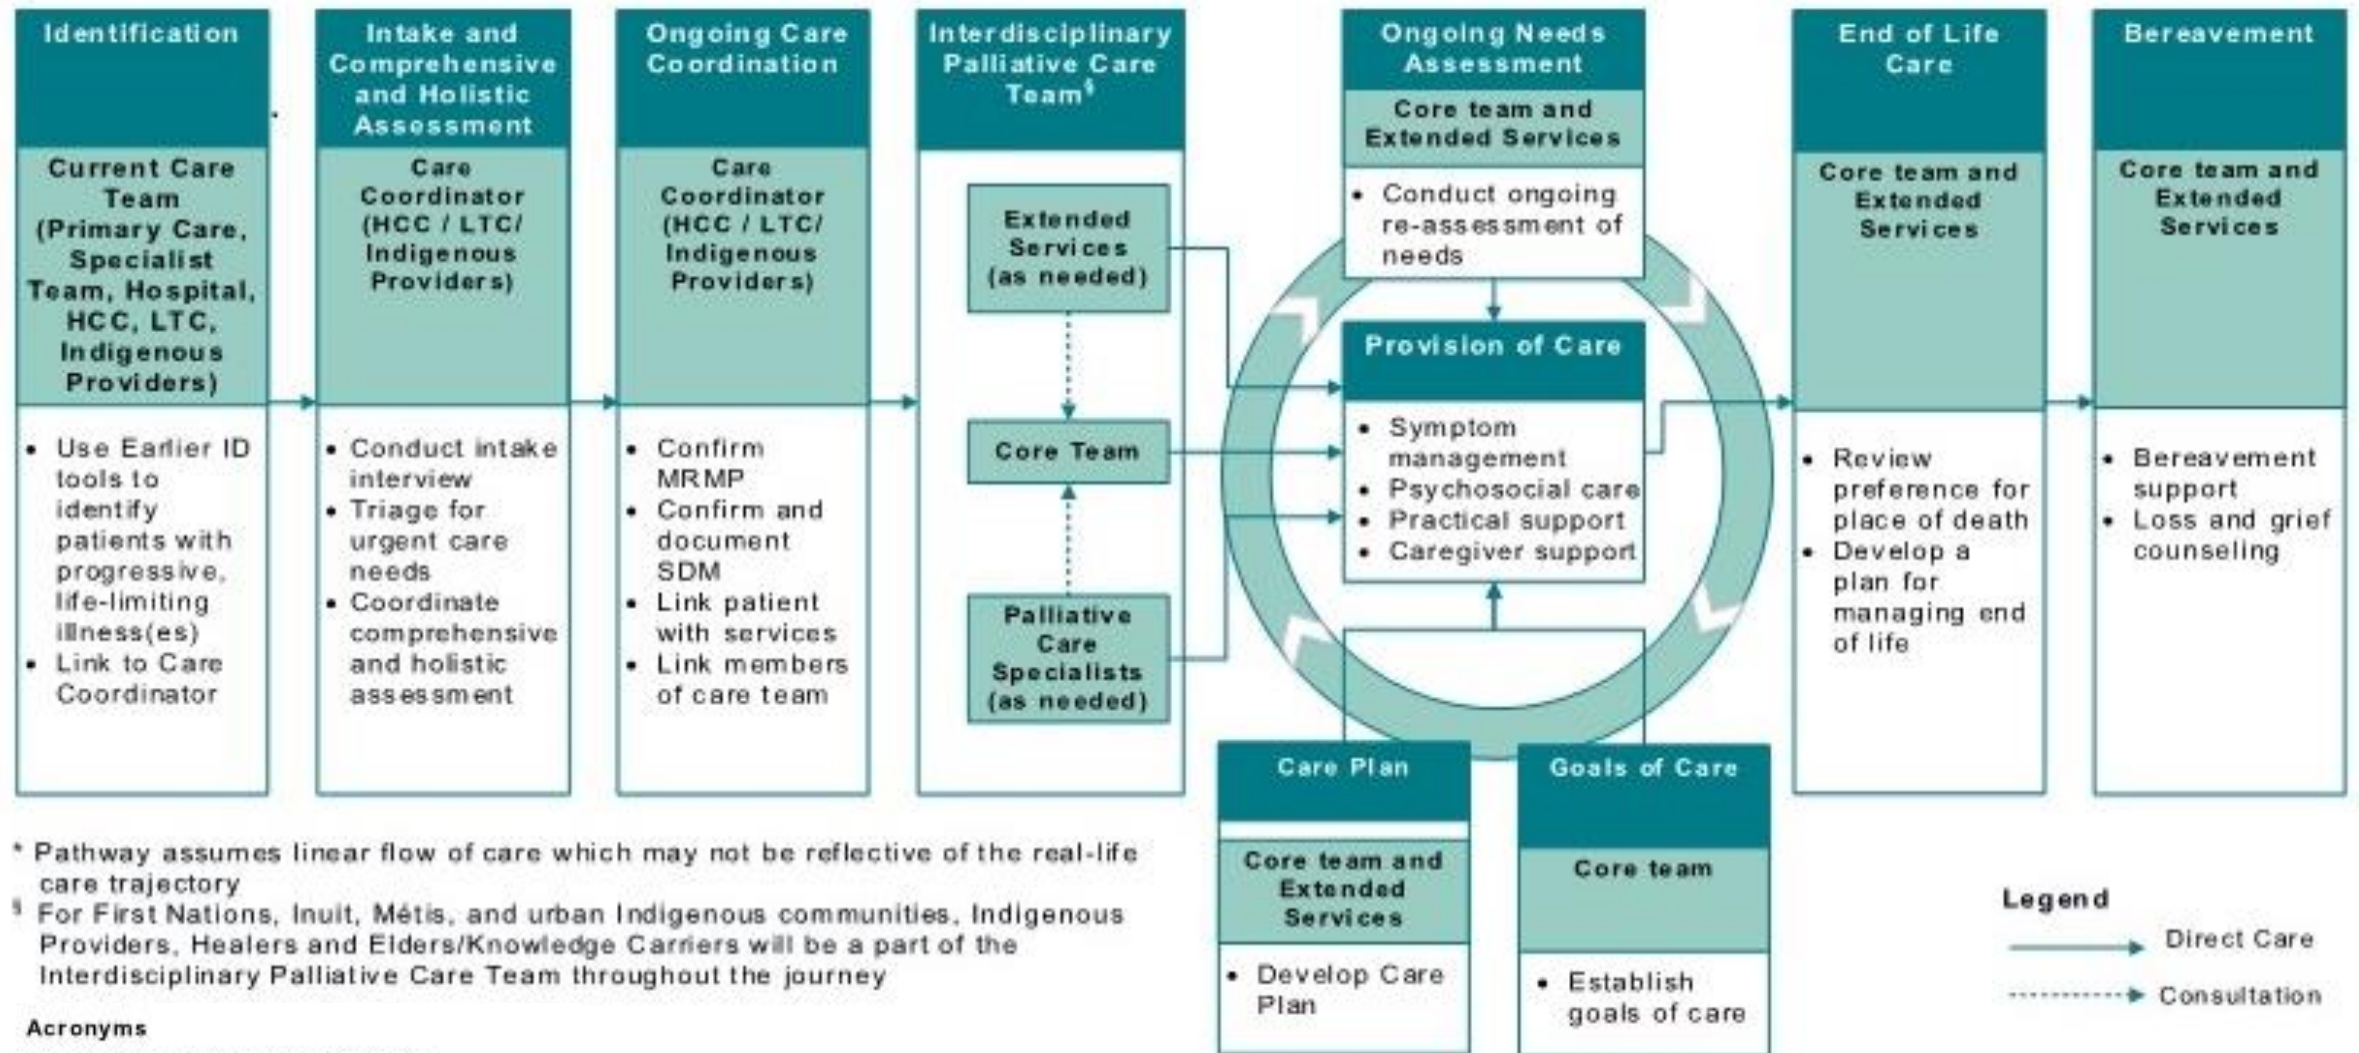 Identification
Current Care
Team
(Primary Care,
Specialist
Team, Hospital,
HCC, LTC,
Indigenous
Providers)
• Use Earlier ID
tools to
identify
patients with
progressive,
life-limiting
illness(es)
• Link to Care
Coordinator
Intake and
Comprehensive
and Holistic
Assessment
Care
Coordinator
(HCC / LTC/
Indigenous
Providers)
• Conduct intake
interview
• Triage for
urgent care
needs
• Coordinate
comprehensive
and holistic
assessment
Ongoing Care
Coordination
Care
Coordinator
(HCC / LTC/
Indigenous
Providers)
• Confirm
MRMP
• Confirm and
document
SDM
• Link patient
with services
• Link members
of care team
Interdisciplinary
Palliative Care
Team§
Extended
Services
(as needed)
Core Team
Palliative
Care
Specialists
(as needed)
Ongoing Needs
Assessment
Core team and
Extended Services
• Conduct ongoing
re-assessment of
needs
Provision of Care
• Symptom
management
• Psychosocial care
• Practical support
• Caregiver support
Care Plan
Core team and
Extended
Services
• Develop Care
Plan
Goals of Care
Core team
• Establish
goals of care
End of Life
Care
Core team and
Extended
Services
• Review
preference for
place of death
• Develop a
plan for
managing end
of life
Bereavement
Core team and
Extended
Services
• Bereavement
support
• Loss and grief
counseling
* Pathway assumes linear flow of care which may not be reflective of the real-life
care trajectory
§ For First Nations, Inuit, Métis, and urban Indigenous communities, Indigenous
Providers, Healers and Elders/Knowledge Carriers will be a part of the
Interdisciplinary Palliative Care Team throughout the journey
Acronyms
Legend
Direct Care
Consultation